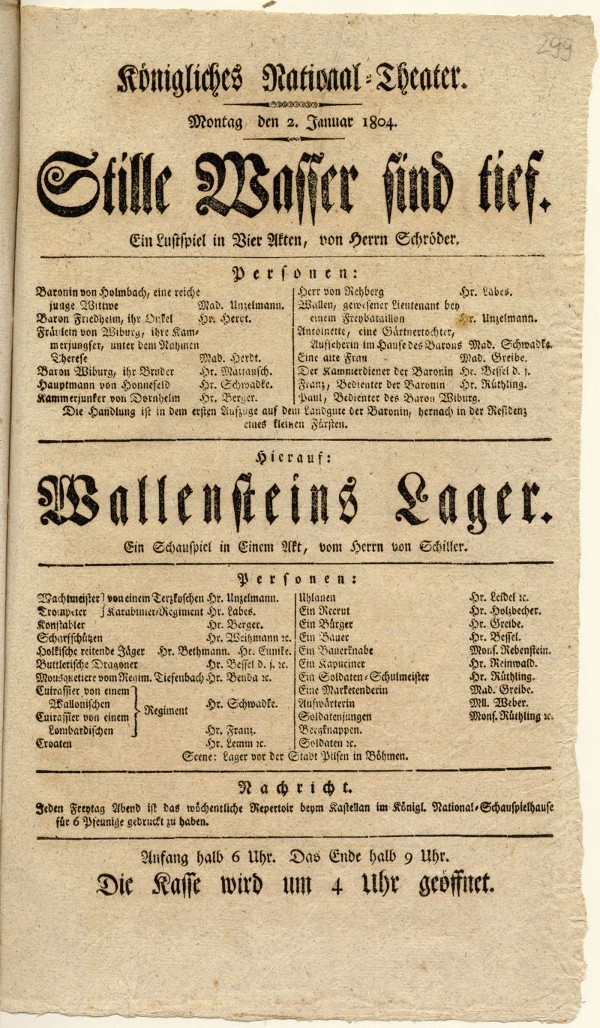 299
Königliches National-Theater.
Montag den 2. Januar 1804.
Stille Wasser sind tief.
Ein Lustspiel in Vier Akten, von Herrn Schröder.
Personen:
Baronin von Holmbach, eine reiche
junge Wittwe Mad. Unzelmann.
Baron Friedheim, ihr Onkel Hr. Herdt.
Fräulein von Wiburg, ihre Kam-
merjungfer, unter dem Nahmen
Therese Mad. Herdt.
Baron Wiburg, ihr Bruder Hr. Mattausch.
Hauptmann von Honnefeld Hr. Schwadke.
Kammerjunker von Dornhelm Hr. Berger.
Herr von Rehberg Hr. Labes.
Wallen, gewesener Lieutenant bey
einem Freybataillon Hr. Unzelmann.
Antoinette, eine Gärtnertochter,
Aufseherin im Hause des Barons Mad. Schwadke.
Eine alte Frau Mad. Greibe.
Der Kammerdiener der Baronin Hr. Bessel d. j.
Franz, Bedienter der Baronin Hr. Rüthling.
Paul, Bedienter des Baron Wiburg.
Die Handlung ist in dem ersten Aufzuge auf dem Landgute der Baronin, hernach in der Residenz
eines kleinen Fürsten.
Hierauf:
Wallensteins Lager.
Ein Schauspiel in Einem Akt, vom Herrn von Schiller.
Personen:
Wachtmeister } von einem Terzkyschen Hr. Unzelmann.
Trompeter } Karabinier-Regiment Hr. Labes.
Konstabler Hr. Berger.
Scharfschützen Hr. Weitzmann ꝛc.
Holkische reitende Jäger Hr. Bethmann. Hr. Eunike.
Buttlerische Dragoner Hr. Bessel d. j. ꝛc.
Mousquetiere vom Regim. Tiefenbach Hr. Benda ꝛc.
Cuirassier von einem
Wallonischen
Regiment Hr. Schwadke.
Cuirassier von einem
Lombardischen Hr. Franz.
Croaten Hr. Lemm ꝛc.
Uhlanen Hr. Leidel ꝛc.
Ein Recrut Hr. Holzbecher.
Ein Bürger Hr. Greibe.
Ein Bauer Hr. Bessel.
Ein Bauerknabe Mons. Rebenstein.
Ein Kapuciner Hr. Reinwald.
Ein Soldaten-Schulmeister Hr. Rüthling.
Eine Marketenderin Mad. Greibe.
Aufwärterin Mll. Weber.
Soldatenjungen Mons. Rüthling ꝛc.
Bergknappen.
Soldaten ꝛc.
Scene: Lager vor der Stadt Pilsen in Böhmen.
Nachricht.
Jeden Freytag Abend ist das wöchentliche Repertoir beym Kastellan im Königl. National-Schauspielhause
für 6 Pfennige gedruckt zu haben.
Anfang halb 6 Uhr. Das Ende halb 9 Uhr.
Die Kasse wird um 4 Uhr geöffnet.